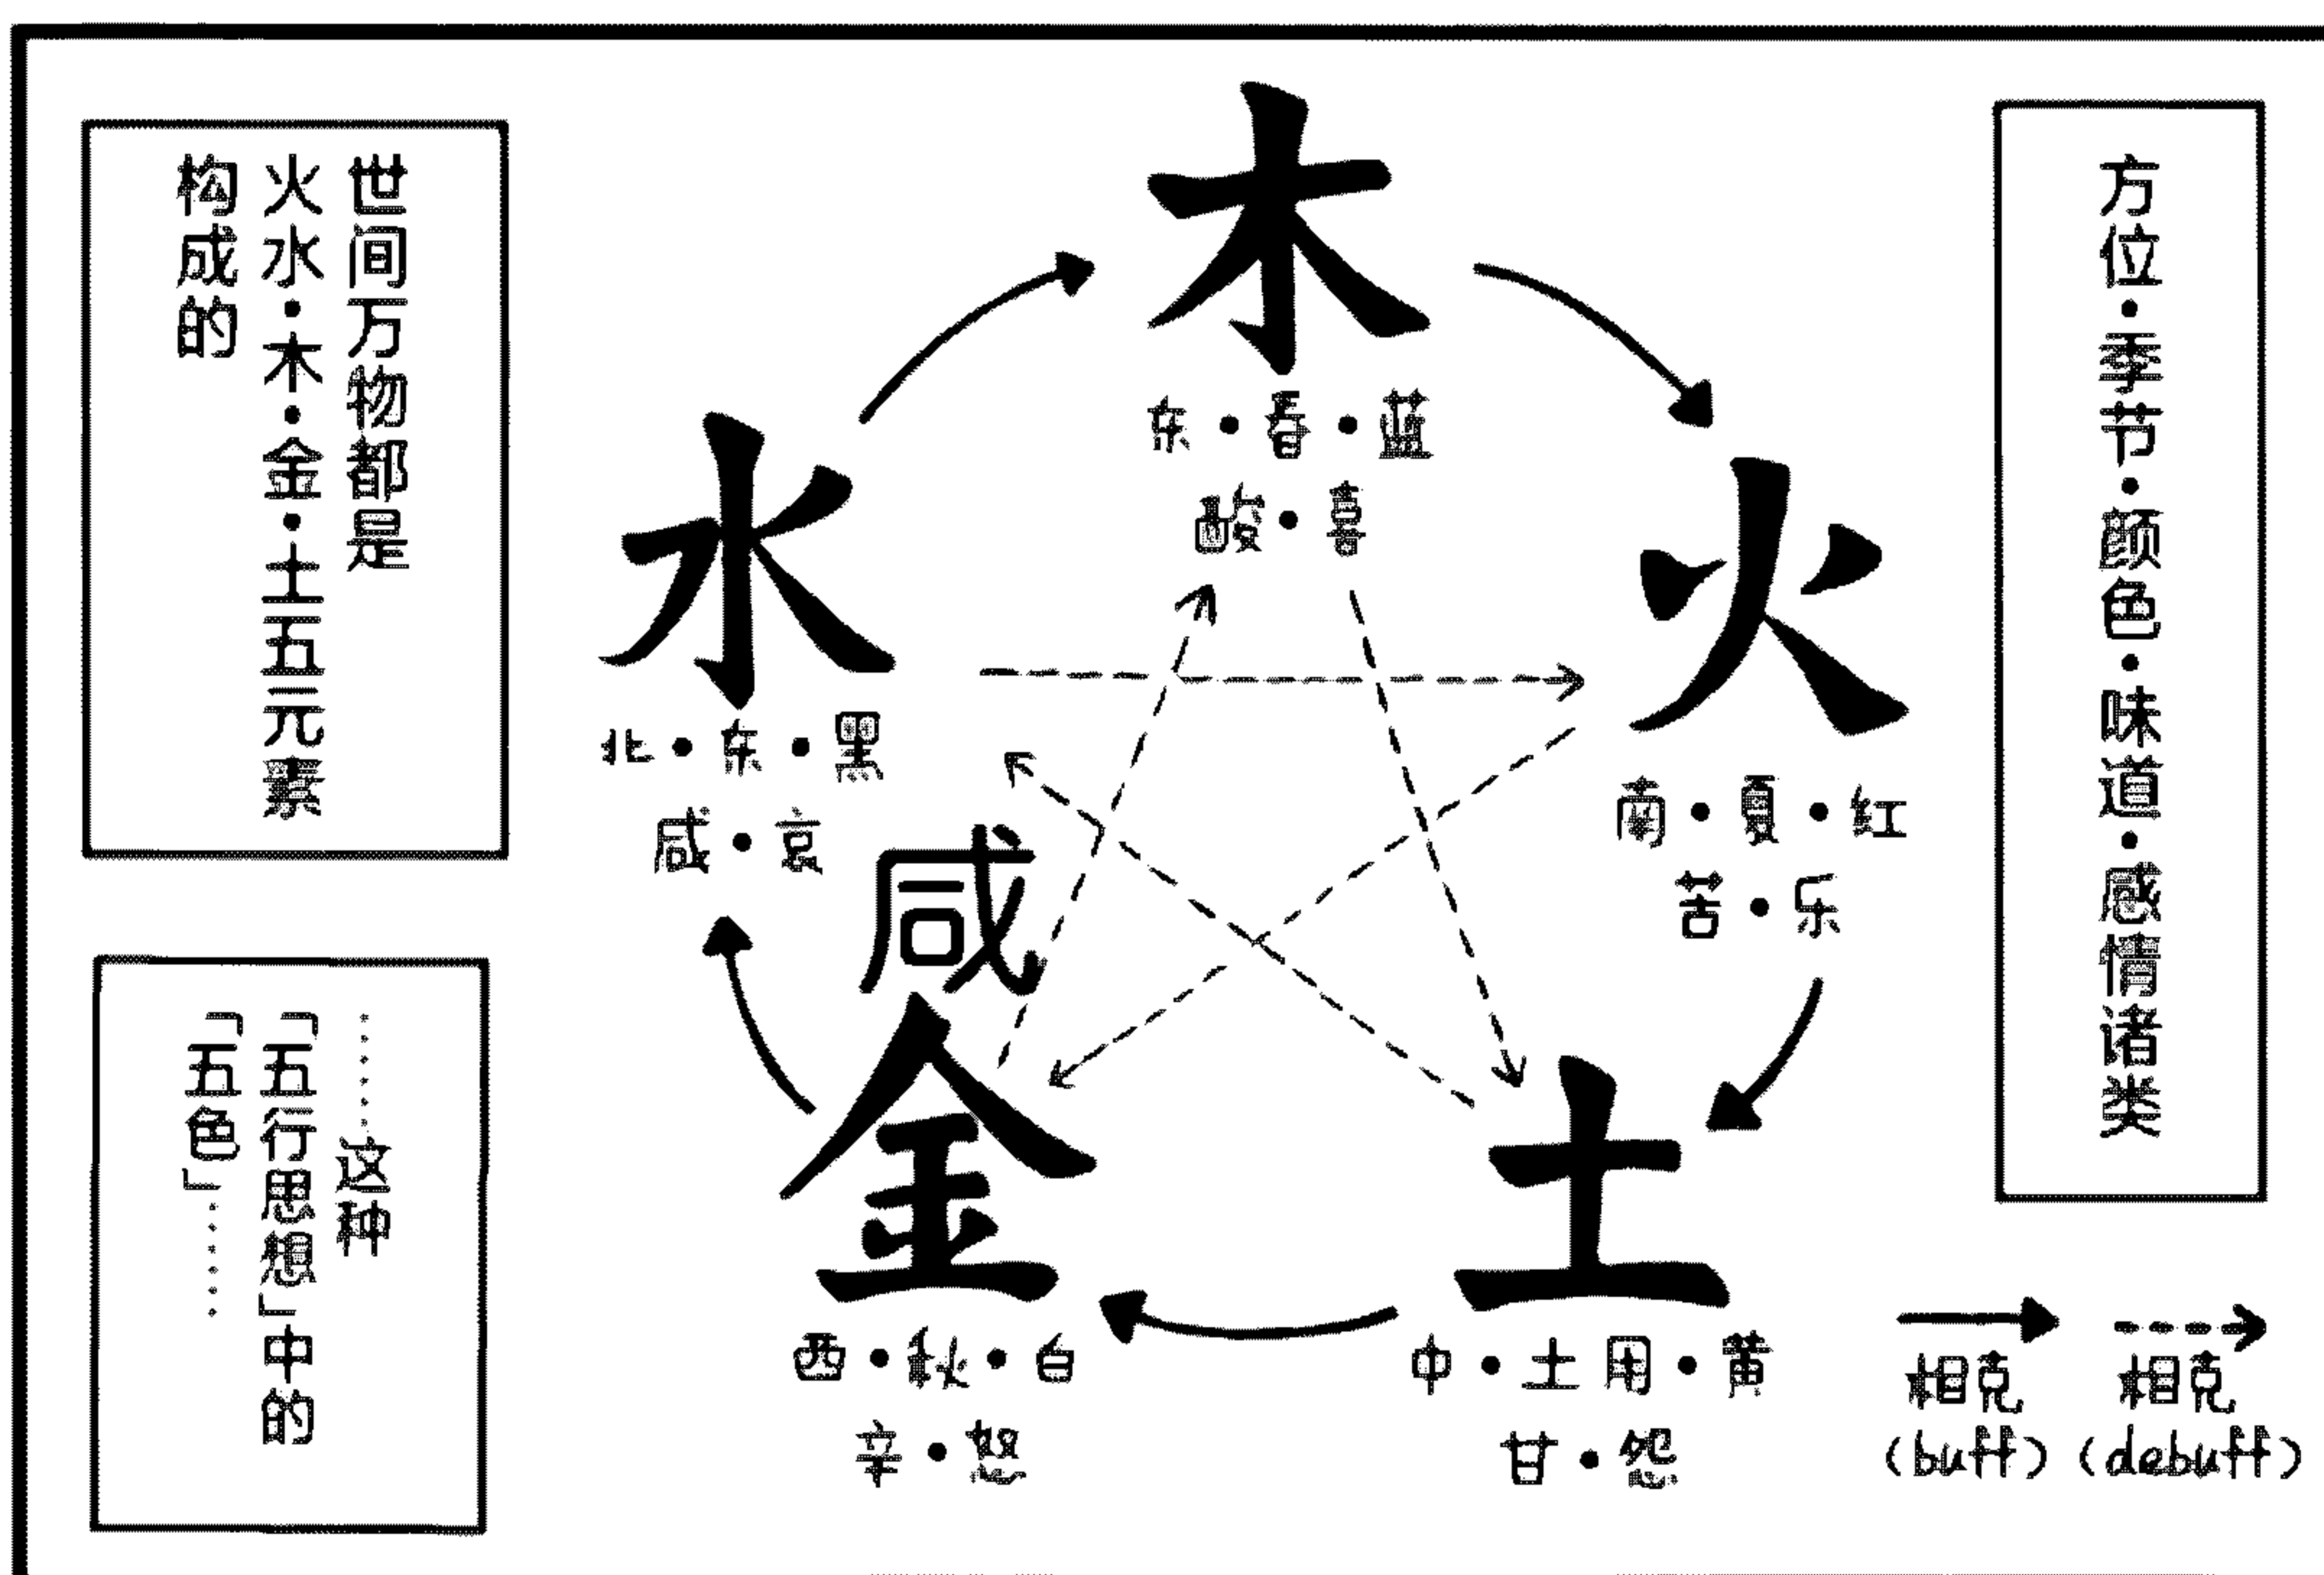 方位·季节·颜色·味道·感情诸类
木
东·春·蓝
酸·喜
火
南·夏·红
苦·乐
土
中·土用·黄
甘·怨
咸
金
西·秋·白
辛·怒
水
北·东·黑
咸·哀
相克
(buff)
相克
(debuff)
世间万物都是
火水·木·金·土五元素
构成的
……这种
「五行思想」中的
「五色」……